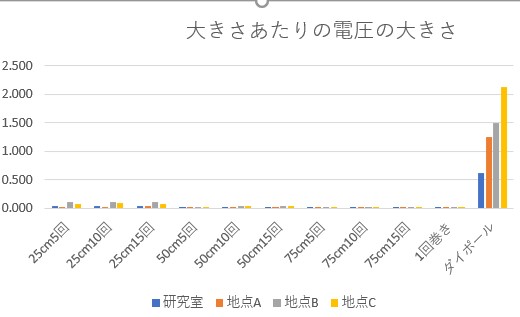 大きさあたりの電圧の大きさ
2.500
2.000
1.500
1.000
0.500
0.000
25cm5回
25cm10回
25cm15回
50cm5回
50cm10回
50cm15回
75cm5回
75cm10回
75cm15回
1回巻き
ダイポール
研究室 地点A 地点B 地点C